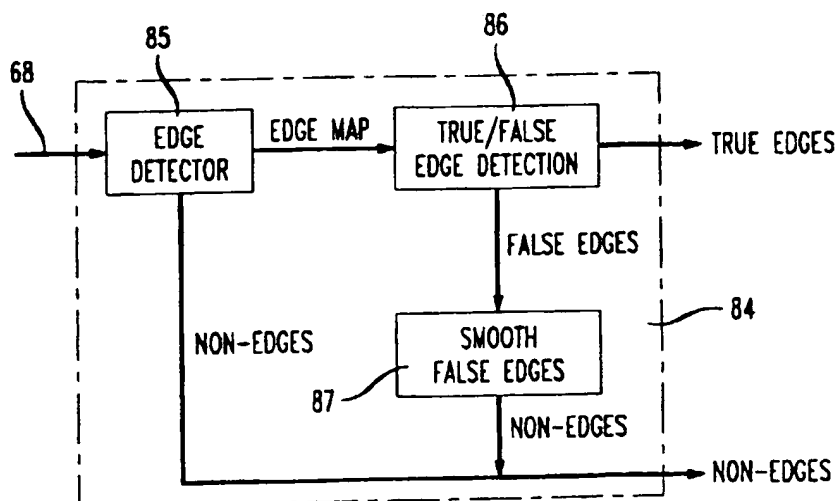 85
86
68
EDGE
DETECTOR
EDGE MAP
TRUE/FALSE
EDGE DETECTION
TRUE EDGES
FALSE EDGES
84
NON-EDGES
SMOOTH
FALSE EDGES
87
NON-EDGES
NON-EDGES